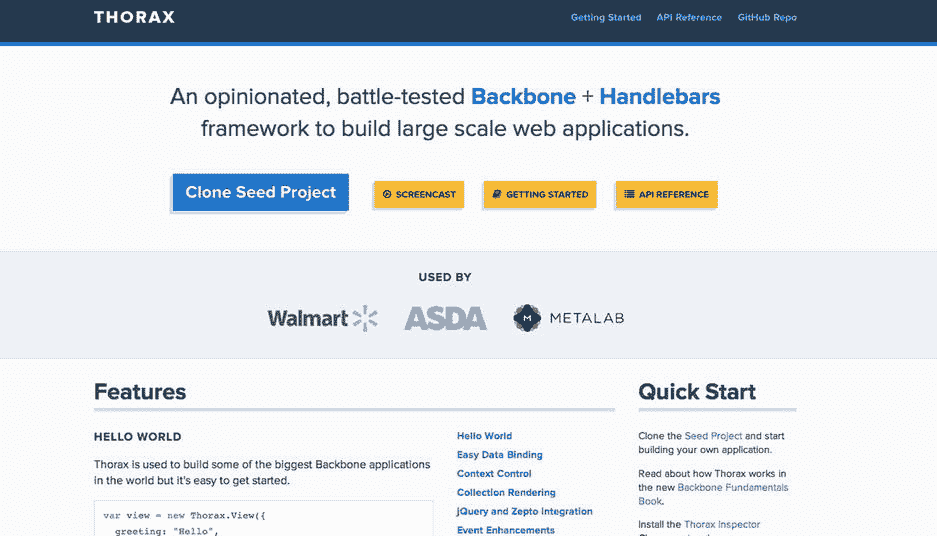 THORAX
Getting Started API Reference GitHub Repo
An opinionated, battle-tested Backbone + Handlebars
framework to build large scale web applications.
Clone Seed Project
SCREENCAST
GETTING STARTED
API REFERENCE
USED BY
Walmart
ASDA
M METALAB
Features
HELLO WORLD
Thorax is used to build some of the biggest Backbone applications
in the world but it's easy to get started.
var view = new Thorax.View({
greeting: "Hello",
Hello World
Easy Data Binding
Context Control
Collection Rendering
jQuery and Zepto Integration
Event Enhancements
Quick Start
Clone the Seed Project and start
building your own application.
Read about how Thorax works in
the new Backbone Fundamentals
Book.
Install the Thorax Inspector